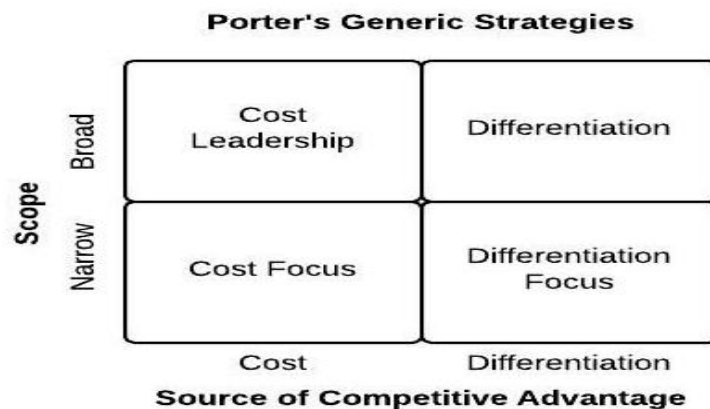 Porter's Generic Strategies
Scope
Broad
Cost
Leadership
Differentiation
Narrow
Cost Focus
Differentiation
Focus
Cost
Differentiation
Source of Competitive Advantage